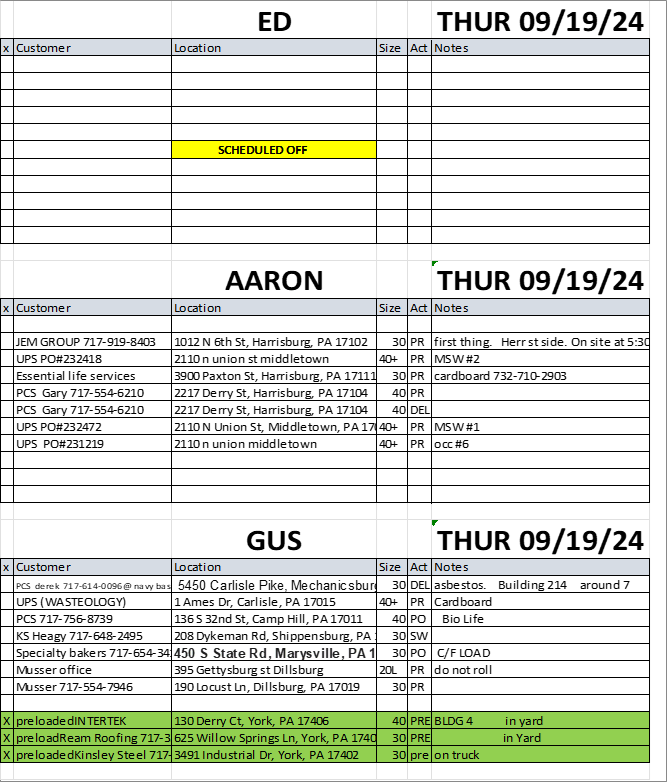 ED THUR 09/19/24
x Customer Location Size Act Notes
SCHEDULED OFF
AARON THUR 09/19/24
x Customer Location Size Act Notes
JEM GROUP 717-919-8403 1012 N 6th St, Harrisburg, PA 17102 30 PR first thing. Herr st side. On site at 5:30
UPS PO#232418 2110 n union st middletown 40+ PR MSW #2
Essential life services 3900 Paxton St, Harrisburg, PA 17111 30 PR cardboard 732-710-2903
PCS Gary 717-554-6210 2217 Derry St, Harrisburg, PA 17104 40 PR
PCS Gary 717-554-6210 2217 Derry St, Harrisburg, PA 17104 40 DEL
UPS PO#232472 2110 N Union St, Middletown, PA 170 40+ PR MSW #1
UPS PO#231219 2110 n union middletown 40+ PR occ #6
GUS THUR 09/19/24
x Customer Location Size Act Notes
PCS derek 717-614-0096@ navy bas 5450 Carlisle Pike, Mechanicsburg 30 DEL asbestos. Building 214 around 7
UPS (WASTEOLOGY) 1 Ames Dr, Carlisle, PA 17015 40+ PR Cardboard
PCS 717-756-8739 136 S 32nd St, Camp Hill, PA 17011 40 PO Bio Life
KS Heagy 717-648-2495 208 Dykeman Rd, Shippensburg, PA 30 SW
Specialty bakers 717-654-34 450 S State Rd, Marysville, PA 1 30 PO C/F LOAD
Musser office 395 Gettysburg st Dillsburg 20L PR do not roll
Musser 717-554-7946 190 Locust Ln, Dillsburg, PA 17019 30 PR
X preloadedINTERTEK 130 Derry Ct, York, PA 17406 40 PRE BLDG 4 in yard
X preloadReam Roofing 717-3 625 Willow Springs Ln, York, PA 1740 30 PRE in Yard
X preloadedKinsley Steel 717- 3491 Industrial Dr, York, PA 17402 30 pre on truck